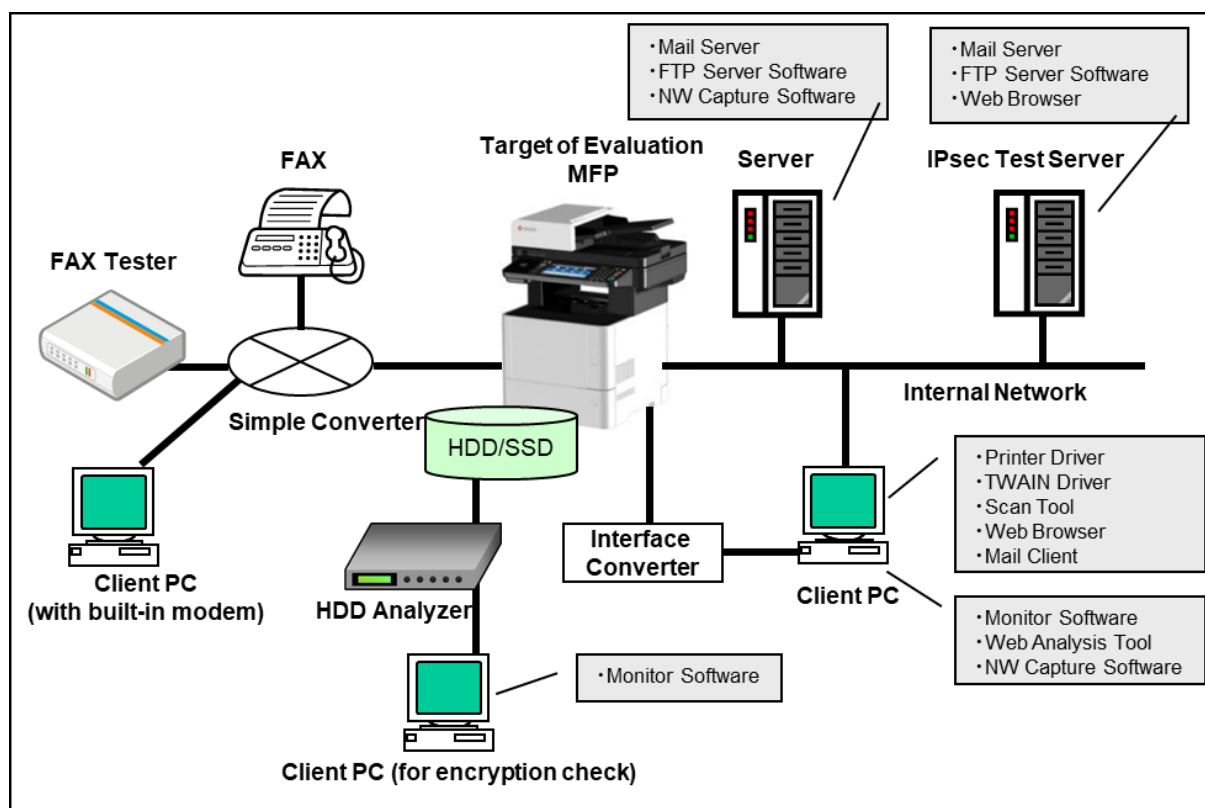 ・Mail Server
・FTP Server Software
・NW Capture Software
・Mail Server
・FTP Server Software
・Web Browser
Target of Evaluation
MFP
FAX
Server
IPsec Test Server
FAX Tester
Internal Network
Simple Converter
HDD/SSD
・Printer Driver
・TWAIN Driver
・Scan Tool
・Web Browser
・Mail Client
Interface
Converter
Client PC
(with built-in modem)
HDD Analyzer
Client PC
・Monitor Software
・Web Analysis Tool
・NW Capture Software
・Monitor Software
Client PC (for encryption check)